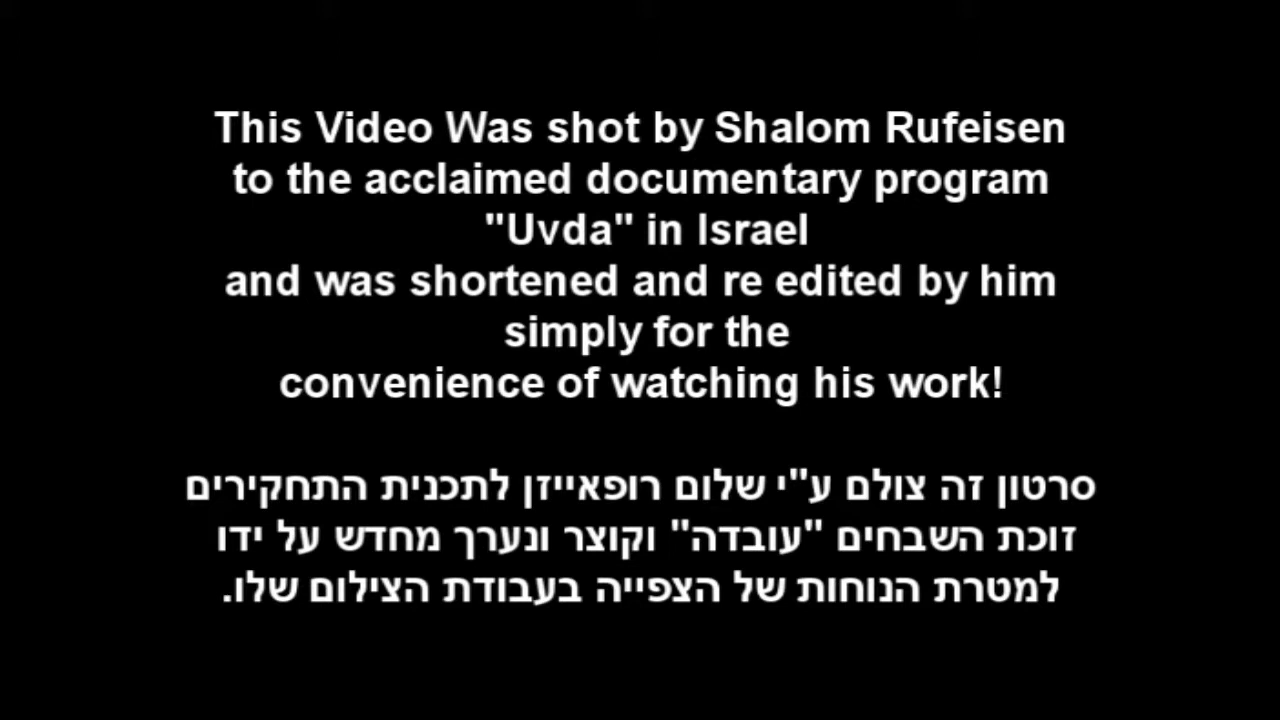 This Video Was shot by Shalom Rufeisen
to the acclaimed documentary program
"Uvda" in Israel
and was shortened and re edited by him
simply for the
convenience of watching his work!
סרטון זה צולם ע"י שלום רופאייזן לתכנית התחקירים
זוכת השבחים "עובדה" וקוצר ונערך מחדש על ידו
למטרת הנוחות של הצפייה בעבודת הצילום שלו.